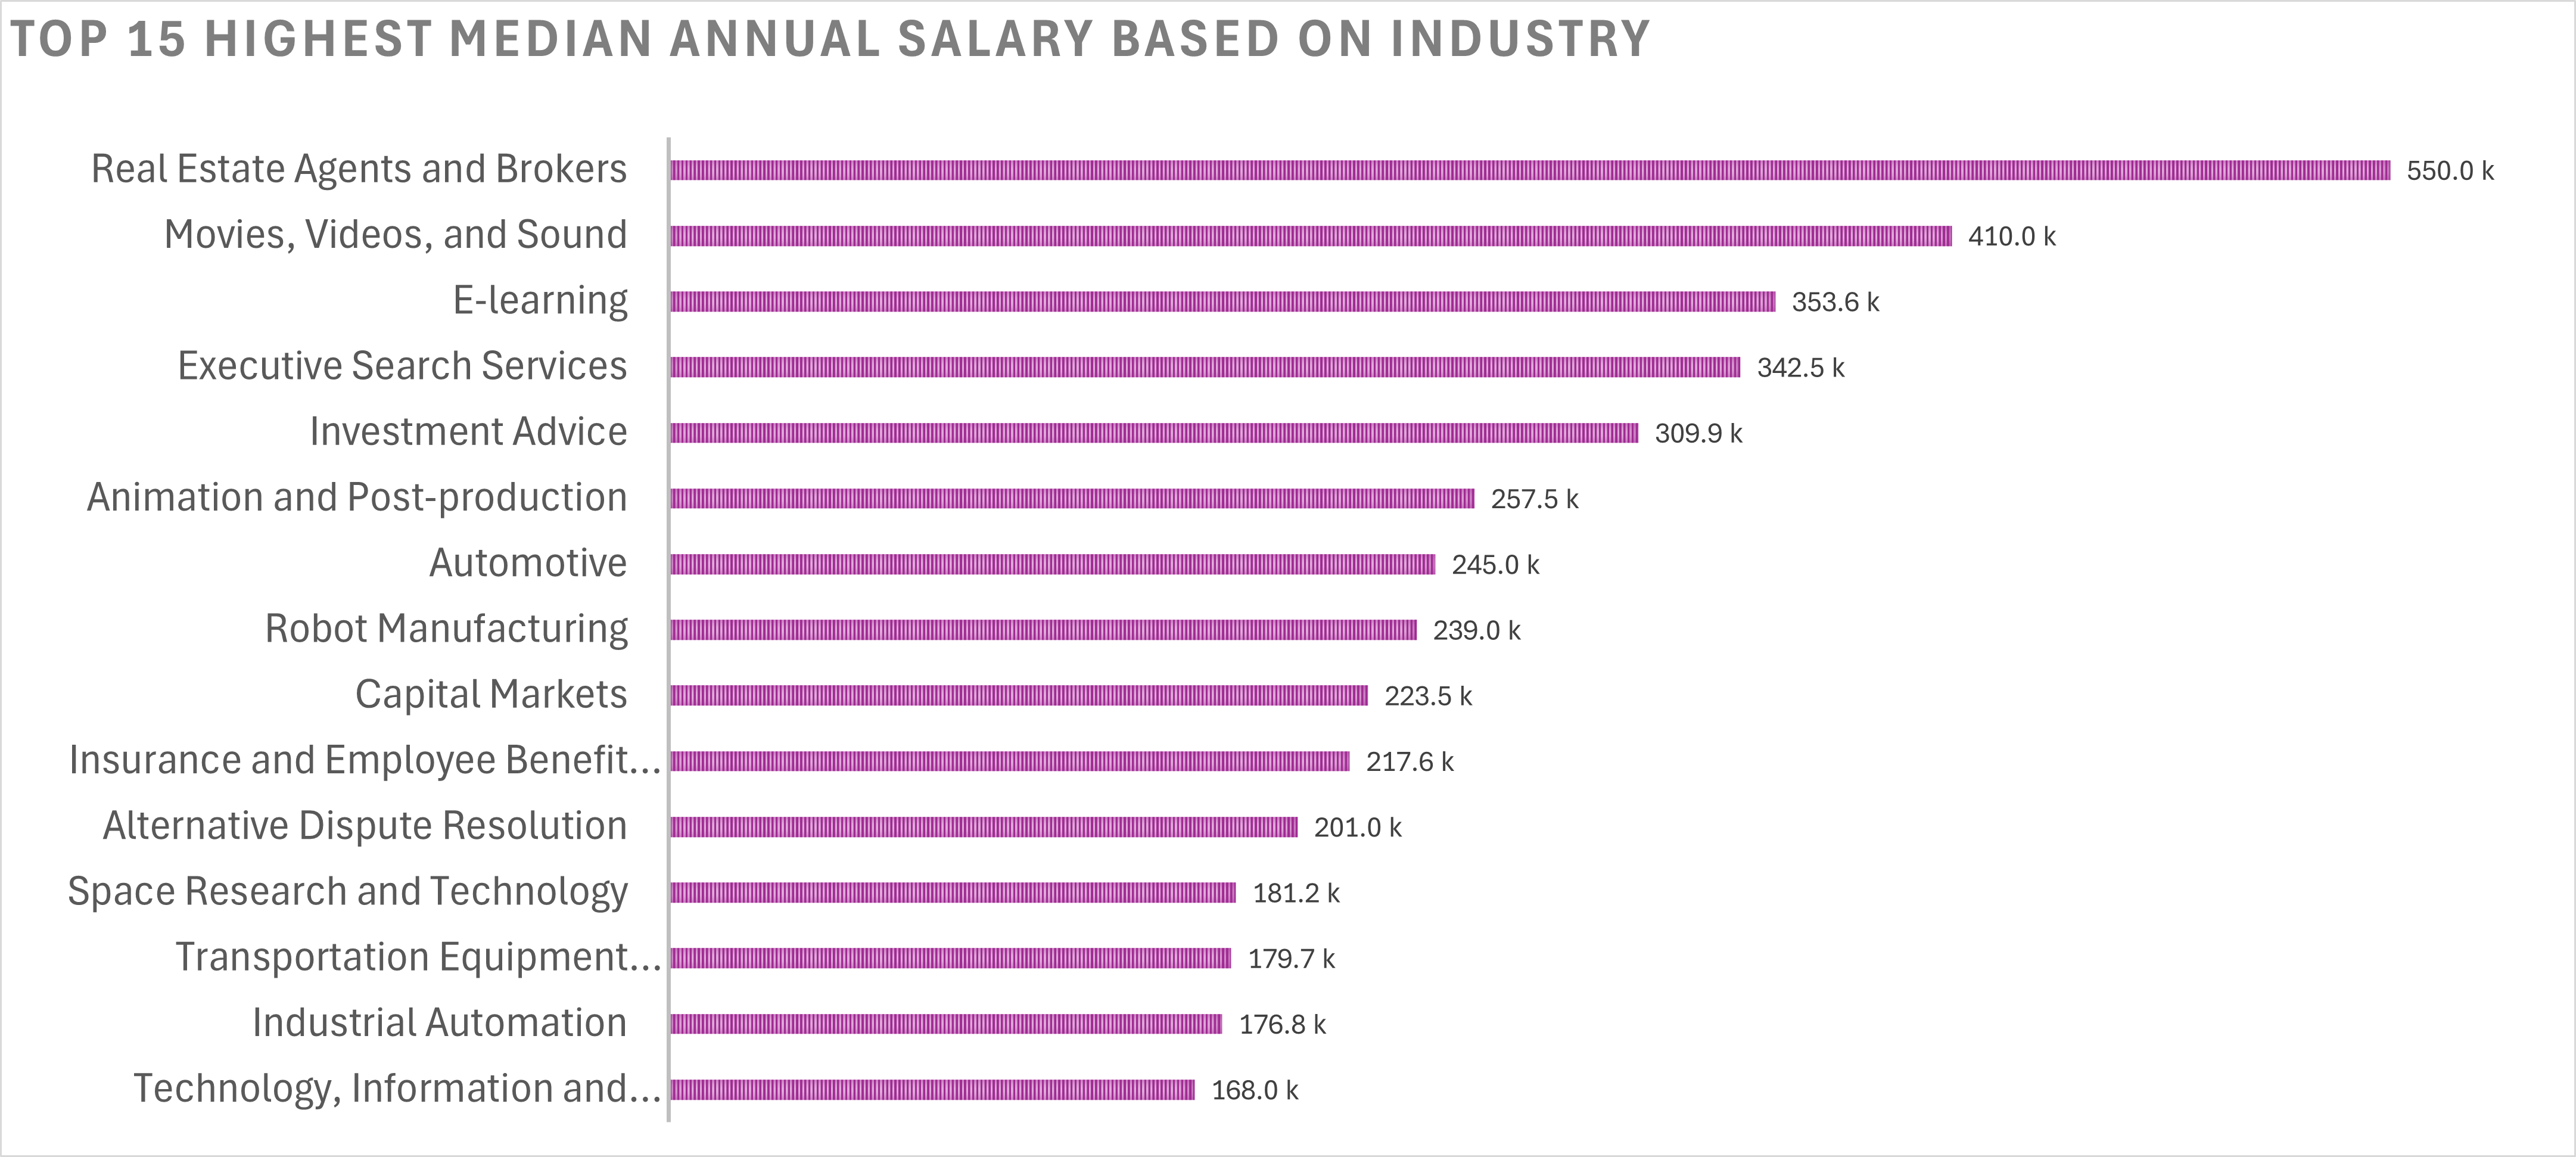 TOP 15 HIGHEST MEDIAN ANNUAL SALARY BASED ON INDUSTRY
Real Estate Agents and Brokers 550.0 k
Movies, Videos, and Sound 410.0 k
E-learning 353.6 k
Executive Search Services 342.5 k
Investment Advice 309.9 k
Animation and Post-production 257.5 k
Automotive 245.0 k
Robot Manufacturing 239.0 k
Capital Markets 223.5 k
Insurance and Employee Benefit... 217.6 k
Alternative Dispute Resolution 201.0 k
Space Research and Technology 181.2 k
Transportation Equipment... 179.7 k
Industrial Automation 176.8 k
Technology, Information and... 168.0 k